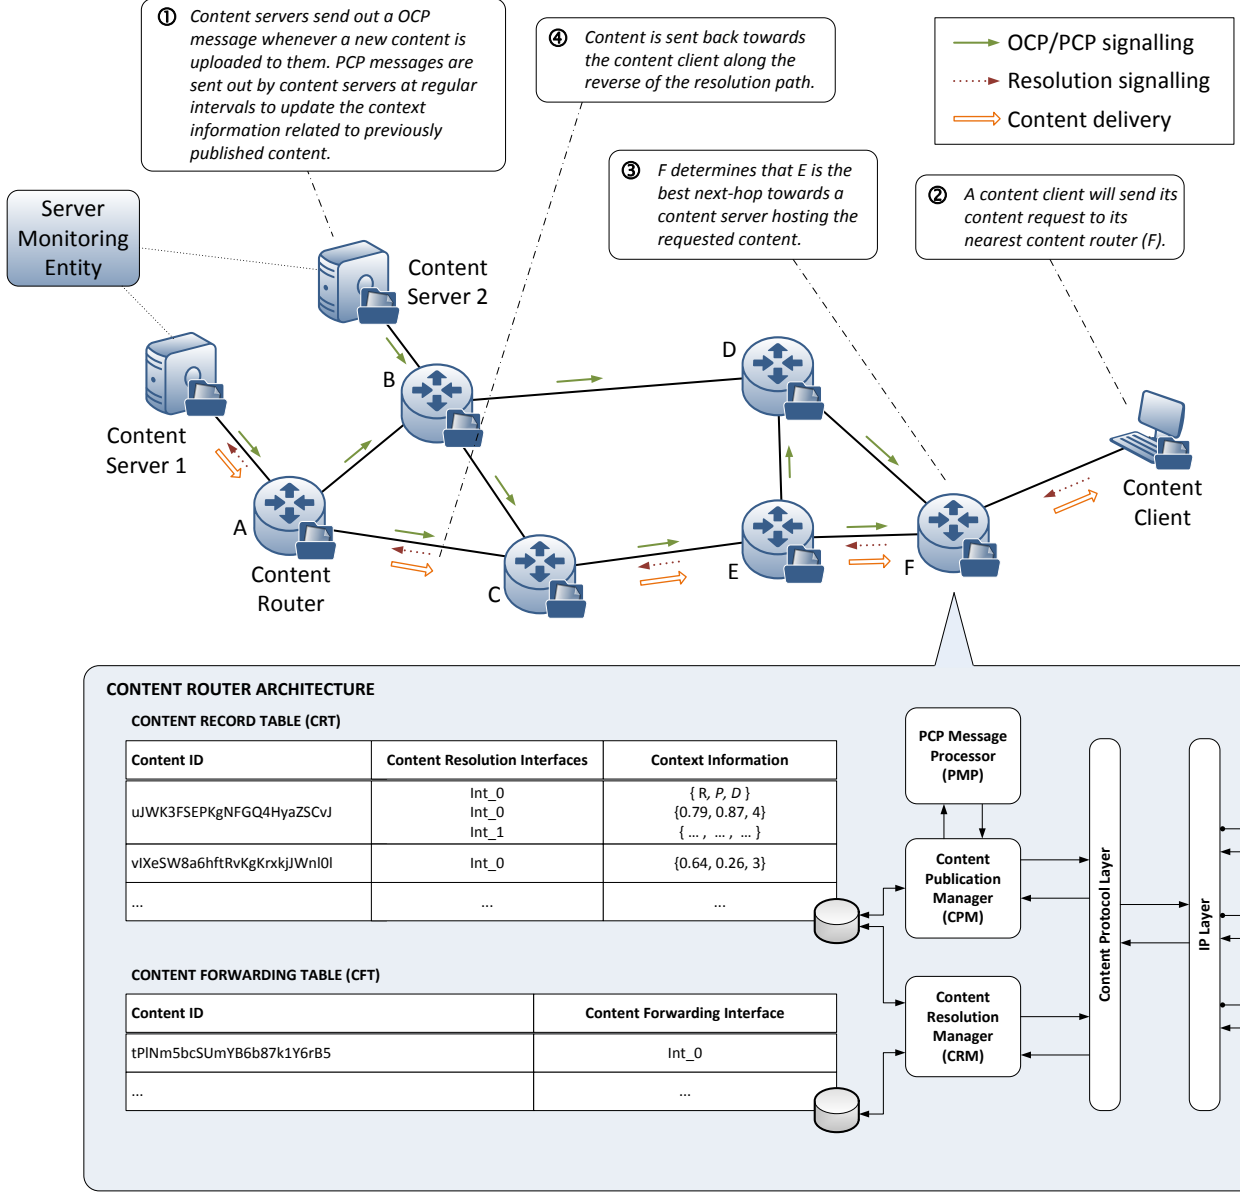 ① Content servers send out a OCP
message whenever a new content is
uploaded to them. PCP messages are
sent out by content servers at regular
intervals to update the context
information related to previously
published content.
④ Content is sent back towards
the content client along the
reverse of the resolution path.
OCP/PCP signalling
Resolution signalling
Content delivery
③ F determines that E is the
best next-hop towards a
content server hosting the
requested content.
② A content client will send its
content request to its
nearest content router (F).
Server
Monitoring
Entity
Content
Server 2
Content
Server 1
A
B
C
D
E
F
Content
Router
Content
Client
CONTENT ROUTER ARCHITECTURE
CONTENT RECORD TABLE (CRT)
Content ID Content Resolution Interfaces Context Information
uJWK3FSEPKgNFGQ4HyaZSCvJ
Int_0 { R, P, D }
Int_0 {0.79, 0.87, 4}
Int_1 { ... , ... , ... }
vIXeSW8a6hftRvKgKrxkjJWnl0l Int_0 {0.64, 0.26, 3}
... ... ...
CONTENT FORWARDING TABLE (CFT)
Content ID Content Forwarding Interface
tPlNm5bcSUmYB6b87k1Y6rB5 Int_0
... ...
PCP Message
Processor
(PMP)
Content
Publication
Manager
(CPM)
Content
Resolution
Manager
(CRM)
Content Protocol Layer
IP Layer